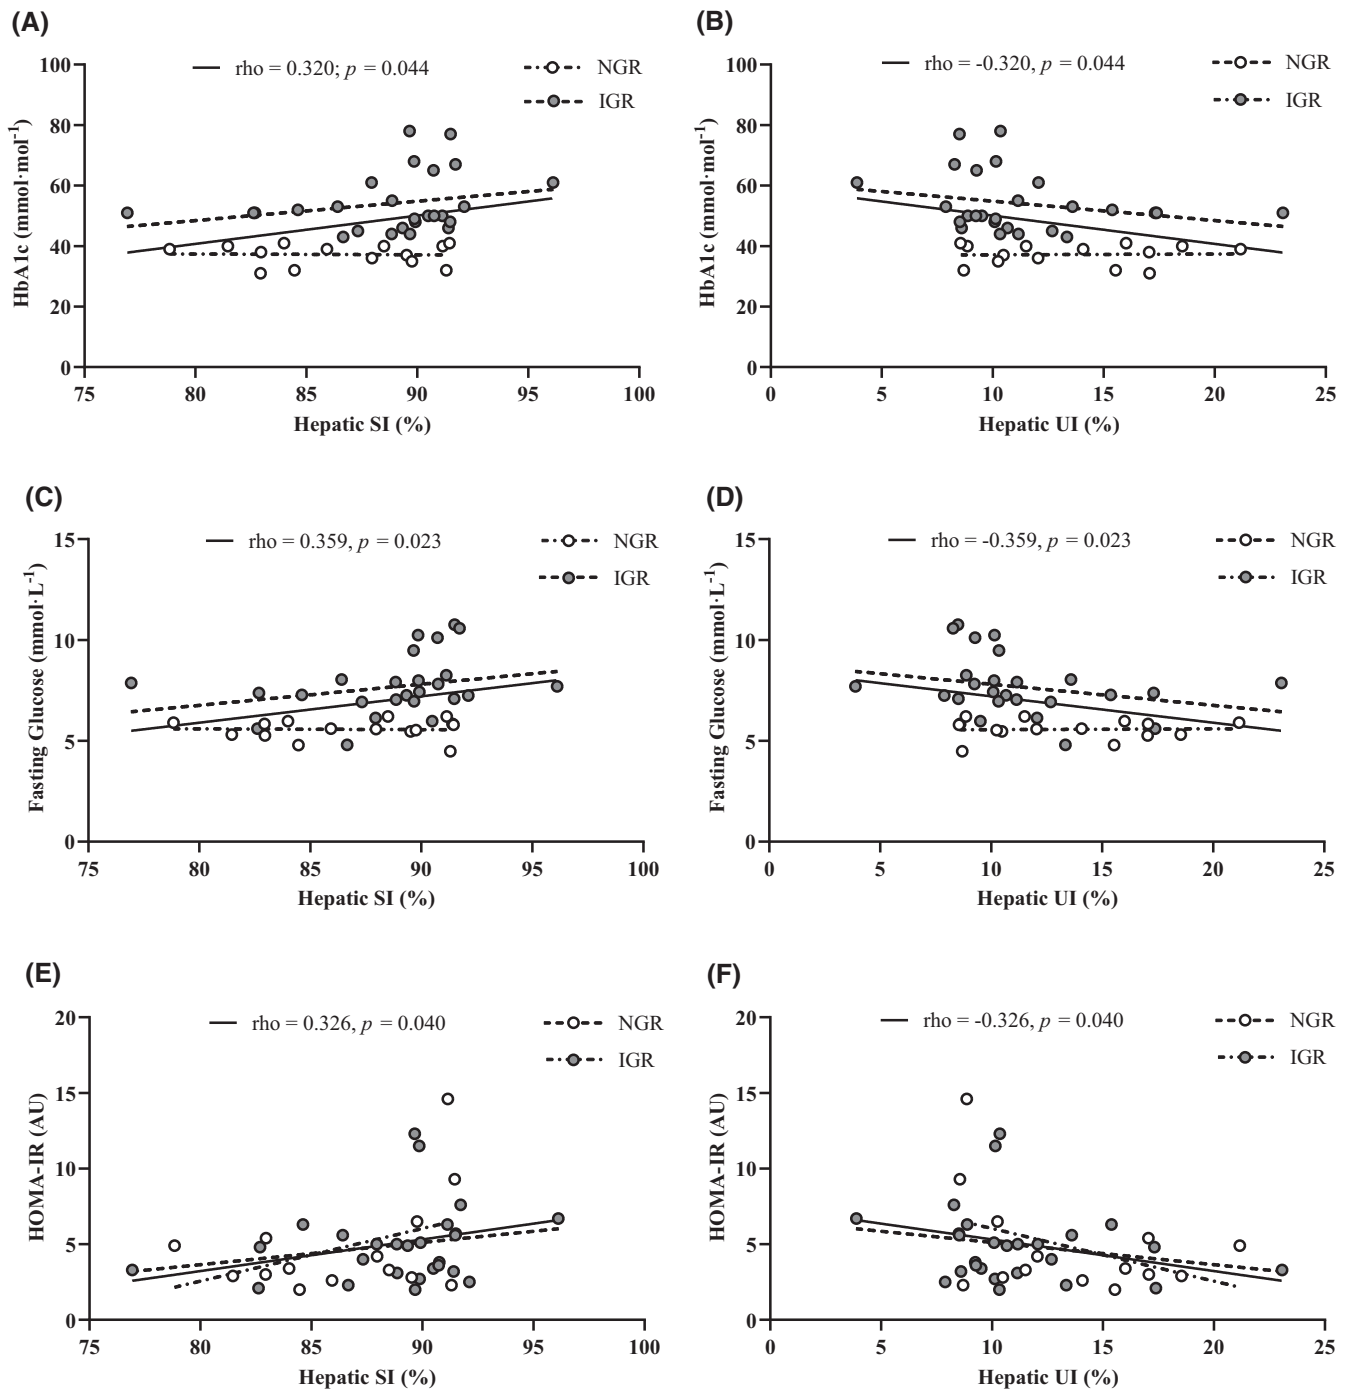 (A)
rho = 0.320; p = 0.044
NGR
IGR
100
80
60
40
20
0
HbA1c (mmol·mol⁻¹)
75 80 85 90 95 100
Hepatic SI (%)
(B)
rho = -0.320, p = 0.044
NGR
IGR
100
80
60
40
20
0
HbA1c (mmol·mol⁻¹)
0 5 10 15 20 25
Hepatic UI (%)
(C)
rho = 0.359, p = 0.023
NGR
IGR
15
10
5
0
Fasting Glucose (mmol·L⁻¹)
75 80 85 90 95 100
Hepatic SI (%)
(D)
rho = -0.359, p = 0.023
NGR
IGR
15
10
5
0
Fasting Glucose (mmol·L⁻¹)
0 5 10 15 20 25
Hepatic UI (%)
(E)
rho = 0.326, p = 0.040
NGR
IGR
20
15
10
5
0
HOMA-IR (AU)
75 80 85 90 95 100
Hepatic SI (%)
(F)
rho = -0.326, p = 0.040
NGR
IGR
20
15
10
5
0
HOMA-IR (AU)
0 5 10 15 20 25
Hepatic UI (%)